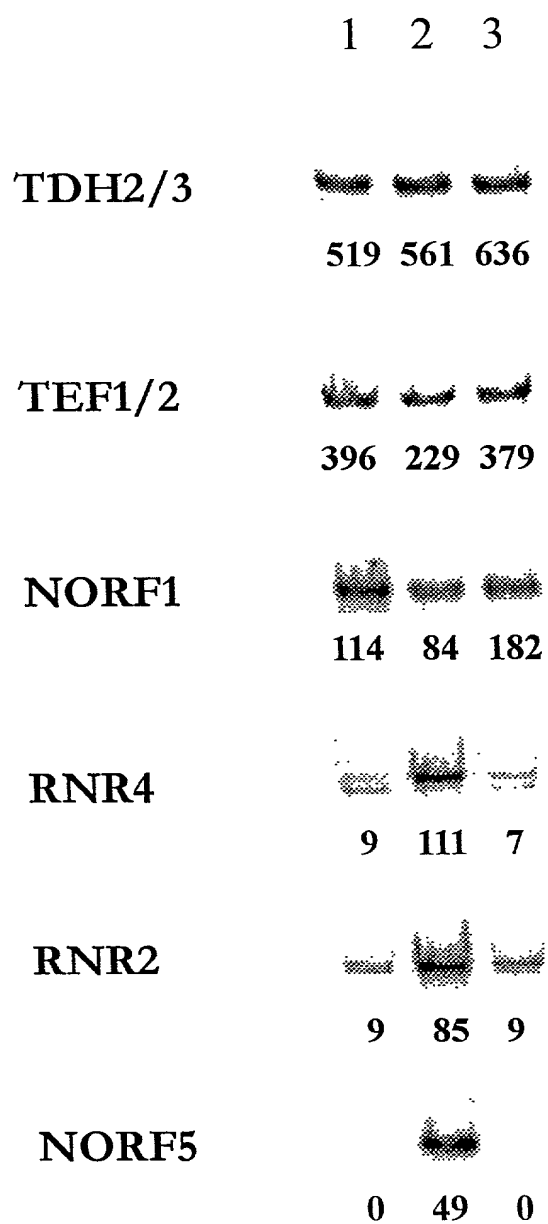 1 2 3
TDH2/3
519 561 636
TEF1/2
396 229 379
NORF1
114 84 182
RNR4
9 111 7
RNR2
9 85 9
NORF5
0 49 0